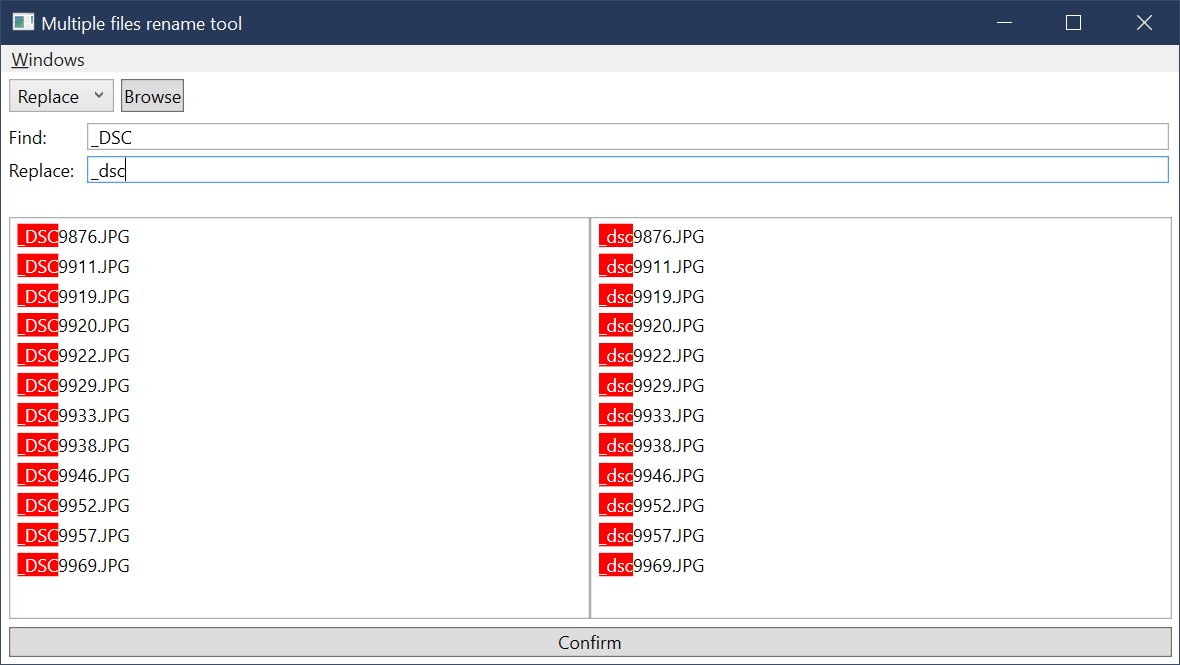 Multiple files rename tool
Windows
Replace Browse
Find: _DSC
Replace: _dsc
_DSC9876.JPG _dsc9876.JPG
_DSC9911.JPG _dsc9911.JPG
_DSC9919.JPG _dsc9919.JPG
_DSC9920.JPG _dsc9920.JPG
_DSC9922.JPG _dsc9922.JPG
_DSC9929.JPG _dsc9929.JPG
_DSC9933.JPG _dsc9933.JPG
_DSC9938.JPG _dsc9938.JPG
_DSC9946.JPG _dsc9946.JPG
_DSC9952.JPG _dsc9952.JPG
_DSC9957.JPG _dsc9957.JPG
_DSC9969.JPG _dsc9969.JPG
Confirm